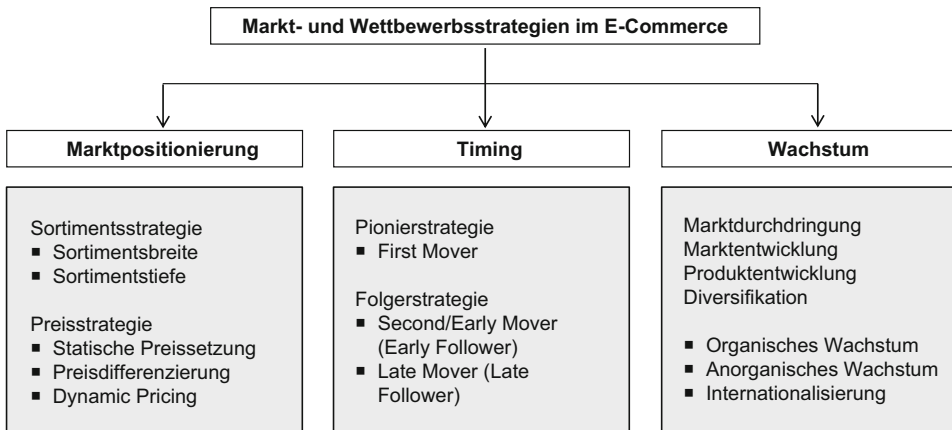 Markt- und Wettbewerbsstrategien im E-Commerce
Marktpositionierung
Sortimentsstrategie
▪ Sortimentsbreite
▪ Sortimentstiefe
Preisstrategie
▪ Statische Preissetzung
▪ Preisdifferenzierung
▪ Dynamic Pricing
Timing
Pionierstrategie
▪ First Mover
Folgerstrategie
▪ Second/Early Mover
(Early Follower)
▪ Late Mover (Late
Follower)
Wachstum
Marktdurchdringung
Marktentwicklung
Produktentwicklung
Diversifikation
▪ Organisches Wachstum
▪ Anorganisches Wachstum
▪ Internationalisierung